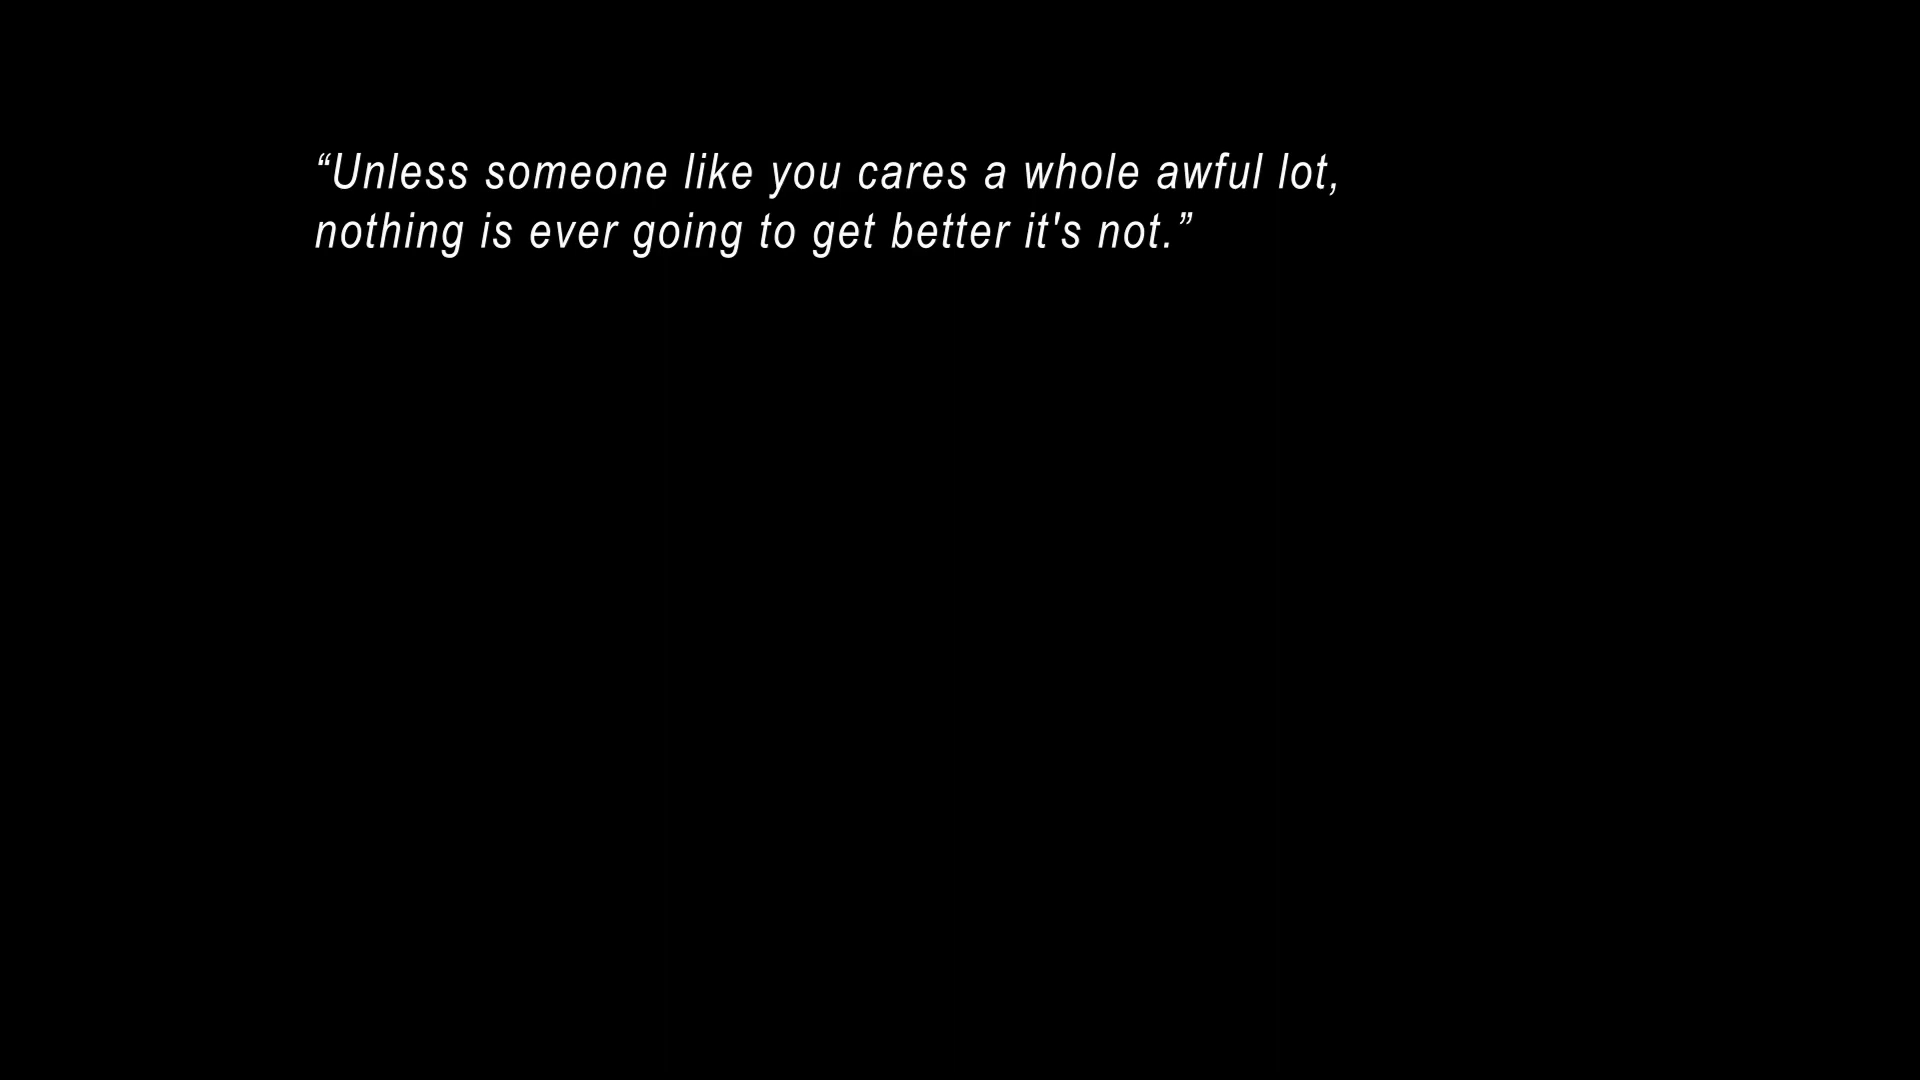 “Unless someone like you cares a whole awful lot,
nothing is ever going to get better it's not.”